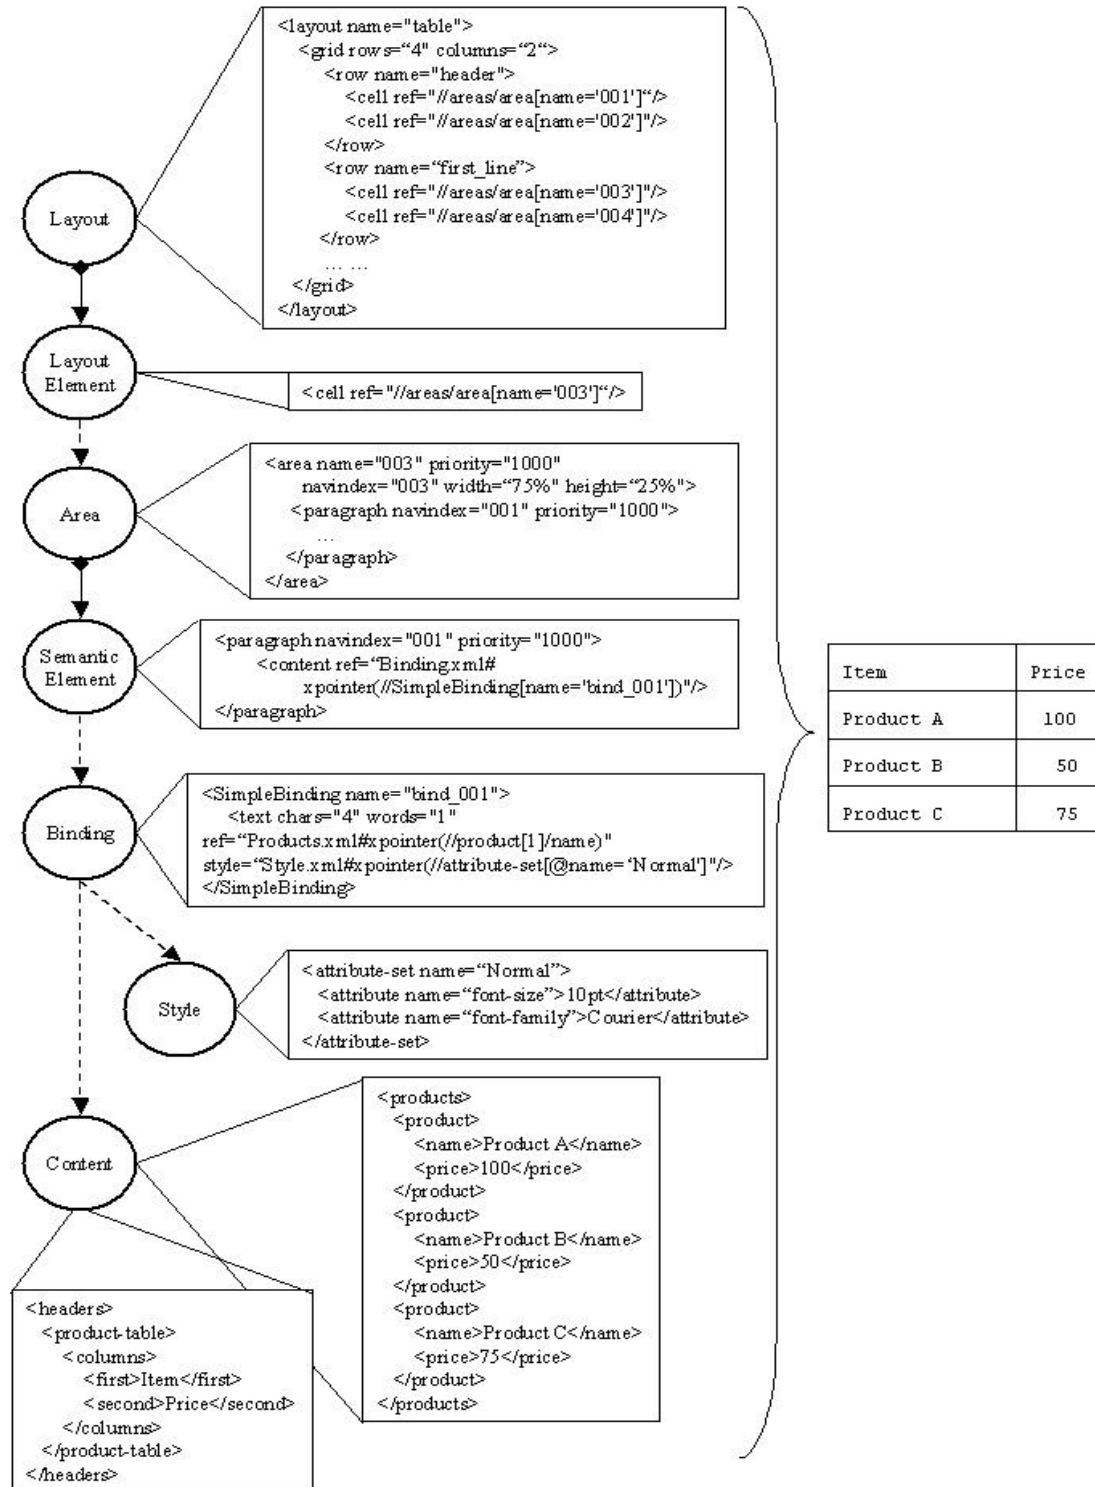 <layout name="table">
<grid rows=“4" columns=“2“>
<row name="header">
<cell ref="//areas/area[name='001']“/>
<cell ref="//areas/area[name='002']"/>
</row>
<row name=“first_line”>
<cell ref="//areas/area[name='003']"/>
<cell ref="//areas/area[name='004']"/>
</row>
... ...
</grid>
</layout>
Layout
Layout
Element
<cell ref="//areas/area[name='003']“/>
<area name="003" priority="1000"
navindex="003" width=“75%" height=“25%">
<paragraph navindex="001" priority="1000">
...
</paragraph>
</area>
Area
<paragraph navindex="001" priority="1000">
<content ref=“Binding.xml#
xpointer(//SimpleBinding[name='bind_001'])"/>
</paragraph>
Semantic
Element
Item Price
Product A 100
Product B 50
Product C 75
<SimpleBinding name="bind_001">
<text chars="4" words="1"
ref=“Products.xml#xpointer(//product[1]/name)"
style=“Style.xml#xpointer(//attribute-set[@name= ‘Normal']"/>
</SimpleBinding>
Binding
<attribute-set name=“Normal”>
<attribute name=“font-size”>10pt</attribute>
<attribute name=“font-family”>Courier</attribute>
</attribute-set>
Style
Content
<products>
<product>
<name>Product A</name>
<price>100</price>
</product>
<product>
<name>Product B</name>
<price>50</price>
</product>
<product>
<name>Product C</name>
<price>75</price>
</product>
</products>
<headers>
<product-table>
<columns>
<first>Item</first>
<second>Price</second>
</columns>
</product-table>
</headers>